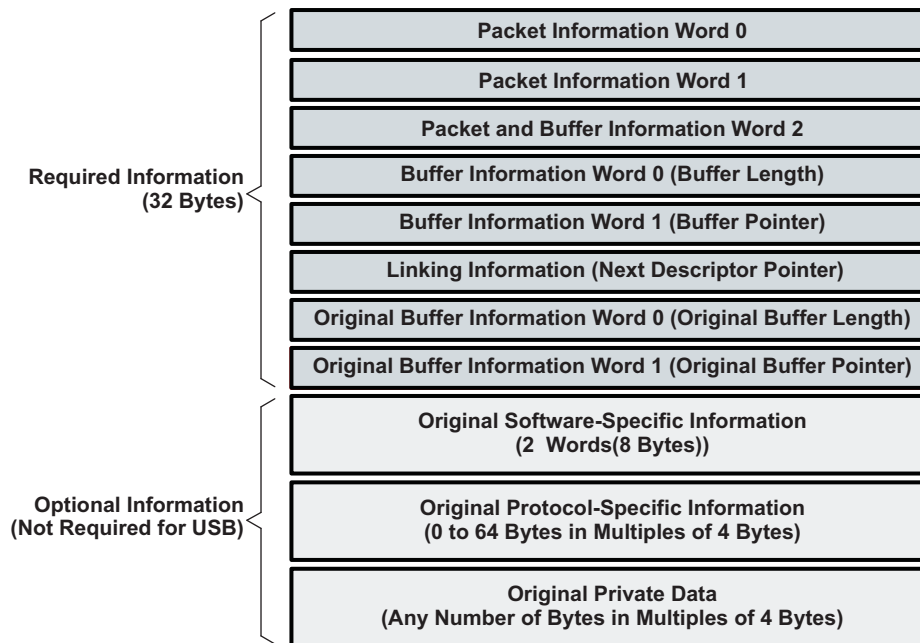 Packet Information Word 0
Packet Information Word 1
Packet and Buffer Information Word 2
Required Information
(32 Bytes)
Buffer Information Word 0 (Buffer Length)
Buffer Information Word 1 (Buffer Pointer)
Linking Information (Next Descriptor Pointer)
Original Buffer Information Word 0 (Original Buffer Length)
Original Buffer Information Word 1 (Original Buffer Pointer)
Original Software-Specific Information
(2 Words(8 Bytes))
Optional Information
(Not Required for USB)
Original Protocol-Specific Information
(0 to 64 Bytes in Multiples of 4 Bytes)
Original Private Data
(Any Number of Bytes in Multiples of 4 Bytes)